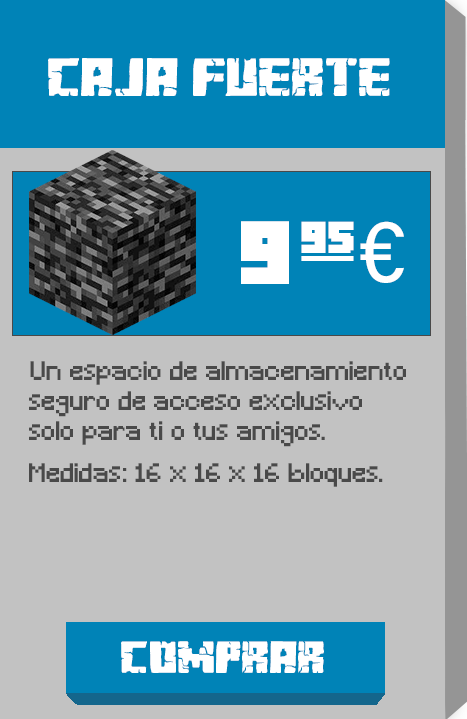 CAJA FUERTE
9 95€
Un espacio de almacenamiento
seguro de acceso exclusivo
solo para ti o tus amigos.
Medidas: 16 x 16 x 16 bloques.
COMPRAR